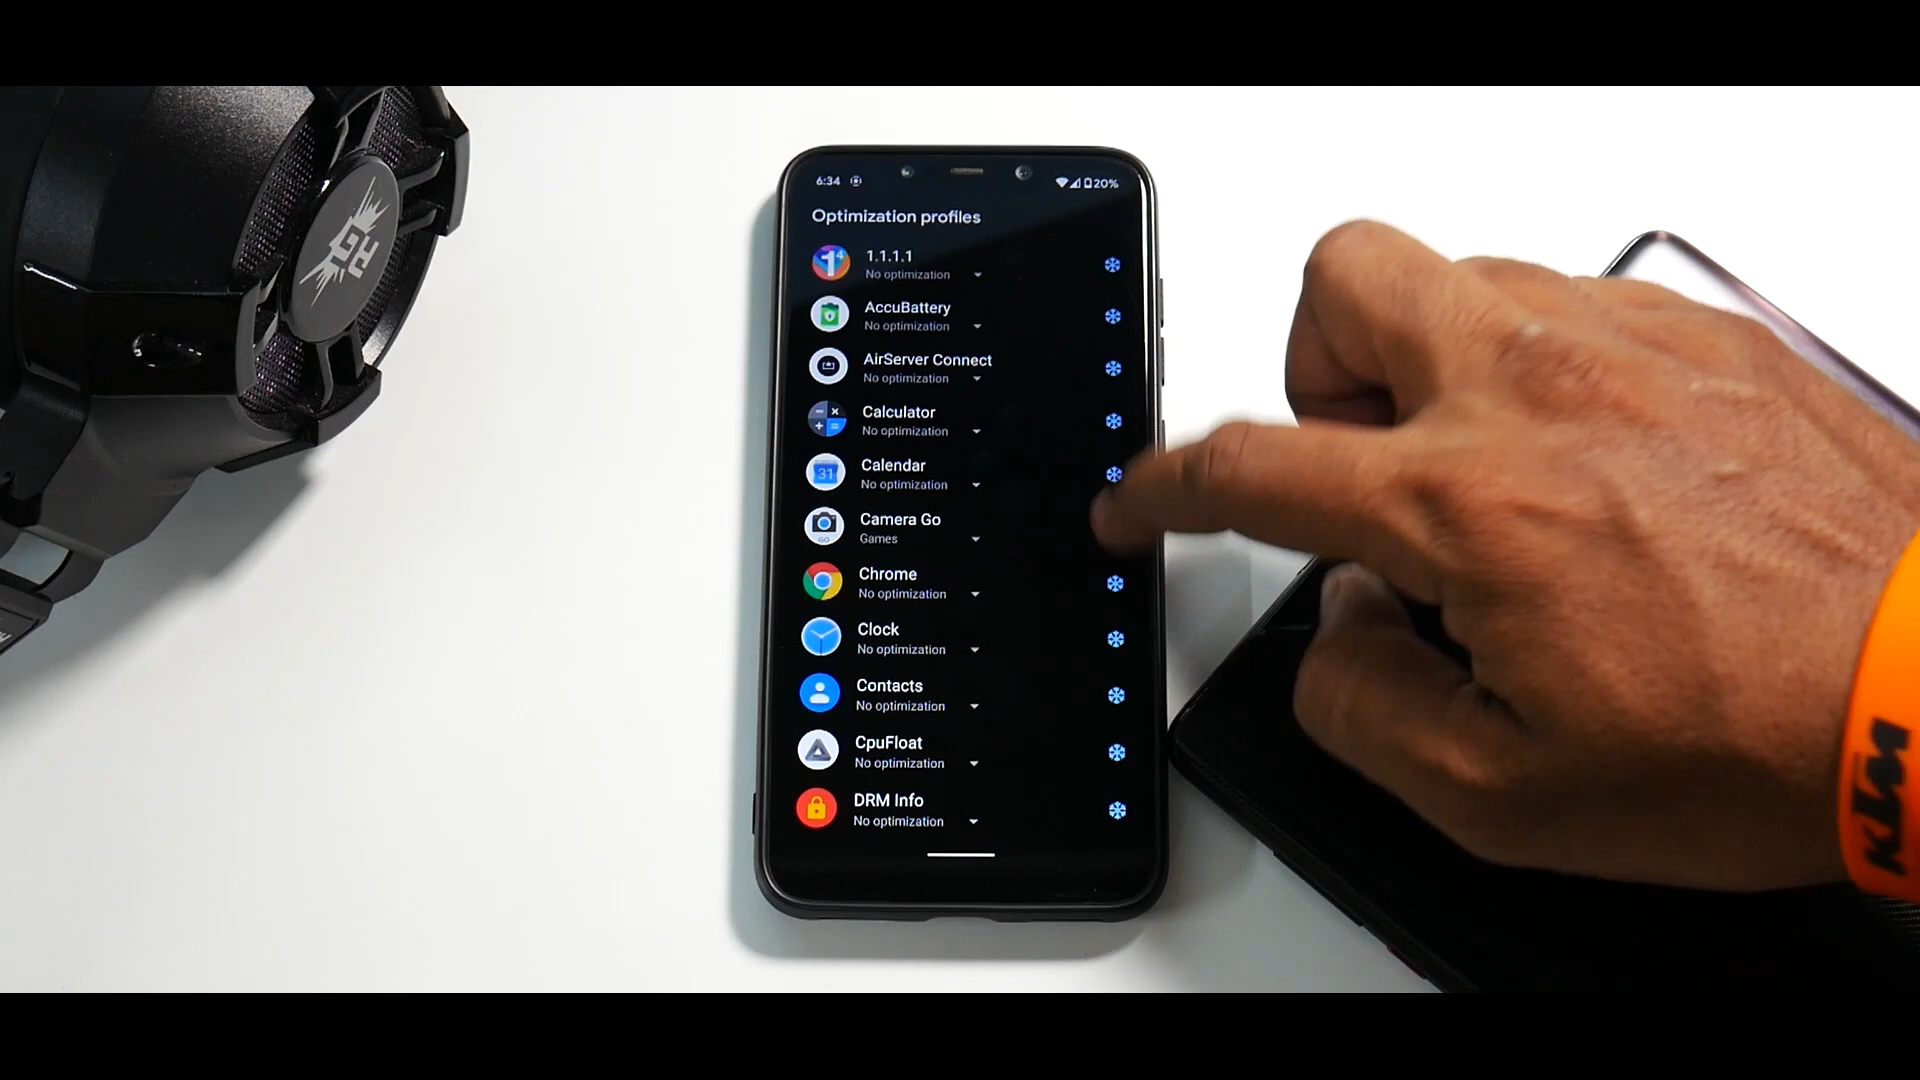 6:34
20%
Optimization profiles
1.1.1.1
No optimization
AccuBattery
No optimization
AirServer Connect
No optimization
Calculator
No optimization
31
Calendar
No optimization
GO
Camera Go
Games
Chrome
No optimization
Clock
No optimization
Contacts
No optimization
CpuFloat
No optimization
DRM Info
No optimization
KTM